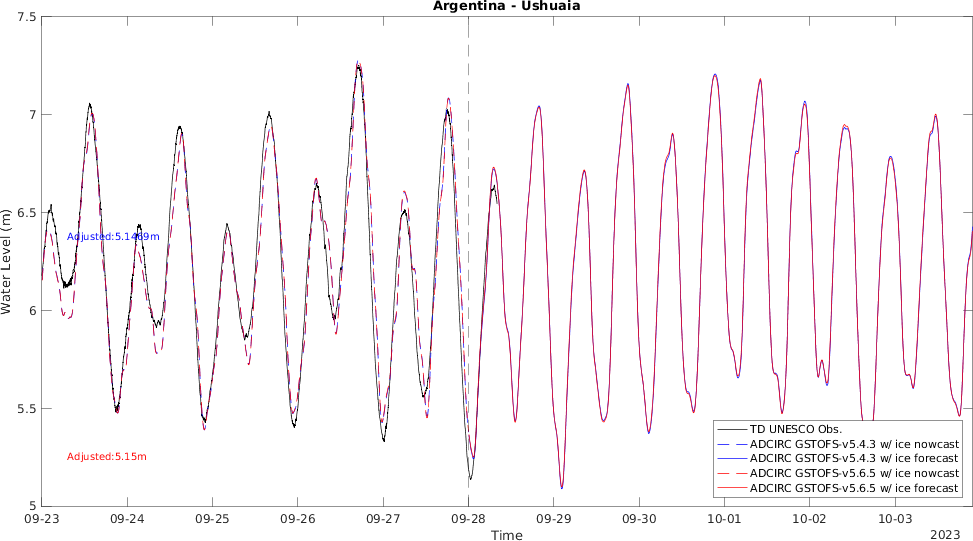 Argentina - Ushuaia
7.5
7
6.5
6
5.5
5
Water Level (m)
Adjusted:5.1469m
Adjusted:5.15m
TD UNESCO Obs.
ADCIRC GSTOFS-v5.4.3 w/ ice nowcast
ADCIRC GSTOFS-v5.4.3 w/ ice forecast
ADCIRC GSTOFS-v5.6.5 w/ ice nowcast
ADCIRC GSTOFS-v5.6.5 w/ ice forecast
09-23 09-24 09-25 09-26 09-27 09-28 09-29 09-30 10-01 10-02 10-03
Time
2023